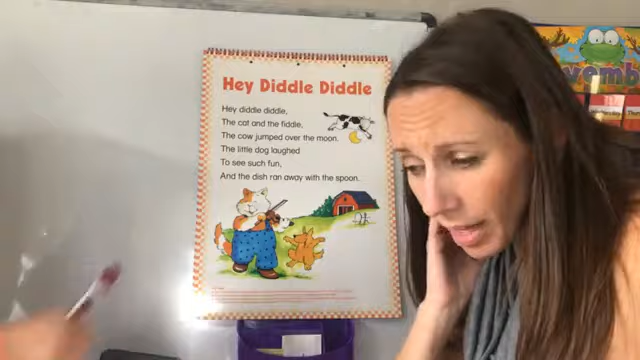 Hey Diddle Diddle
Hey diddle diddle,
The cat and the fiddle,
The cow jumped over the moon.
The little dog laughed
To see such fun,
And the dish ran away with the spoon.
vemb